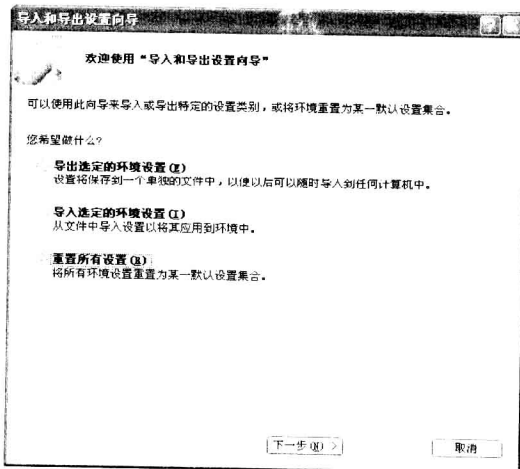 导入和导出设置向导
欢迎使用“导入和导出设置向导”
可以使用此向导来导入或导出特定的设置类别，或将环境重置为某一默认设置集合。
您希望做什么？
导出选定的环境设置(E)
设置将保存到一个单独的文件中，以便以后可以随时导入到任何计算机中。
导入选定的环境设置(I)
从文件中导入设置以将其应用到环境中。
重置所有设置(R)
将所有环境设置重置为某一默认设置集合。
下一步(N) >
取消